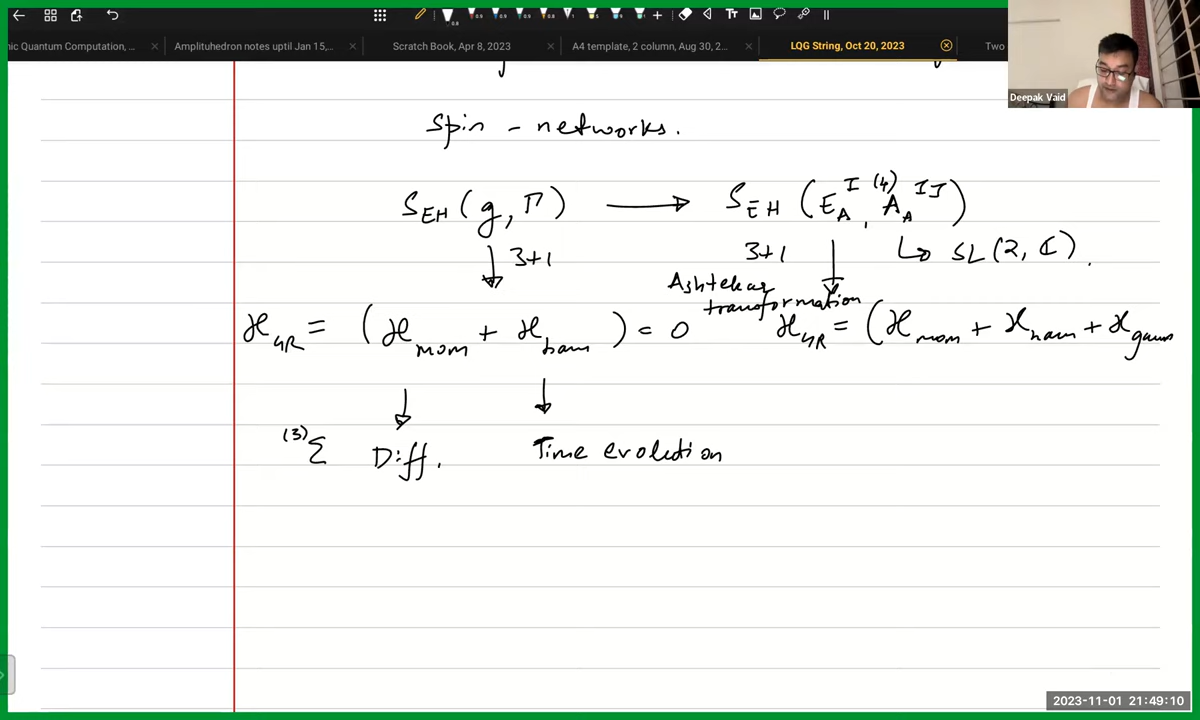 nic Quantum Computation, ... Amplituhedron notes uptil Jan 15,... Scratch Book, Apr 8, 2023 A4 template, 2 column, Aug 30, 2... LQG String, Oct 20, 2023 Two
Deepak Vaid
Spin - networks.
S_EH (g, Γ) → S_EH (E_A^I, ^(4)A_A^IJ)
↓ 3+1 3+1 ↓ ↳ SL(2, ℂ).
Ashtekar
transformation
ℋ_GR = (ℋ_mom + ℋ_ham) = 0 ℋ_GR = (ℋ_mom + ℋ_ham + ℋ_gauss
↓ ↓
^(3)Σ Diff. Time evolution
2023-11-01 21:49:10